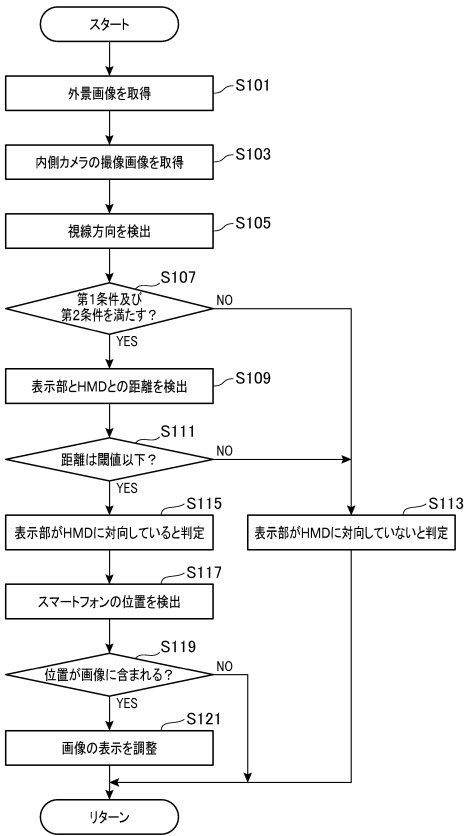 スタート
外景画像を取得
S101
内側カメラの撮像画像を取得
S103
視線方向を検出
S105
S107
第1条件及び
第2条件を満たす？
NO
YES
表示部とHMDとの距離を検出
S109
S111
距離は閾値以下？
NO
YES
S115
表示部がHMDに対向していると判定
S113
表示部がHMDに対向していないと判定
S117
スマートフォンの位置を検出
S119
位置が画像に含まれる？
NO
YES
S121
画像の表示を調整
リターン